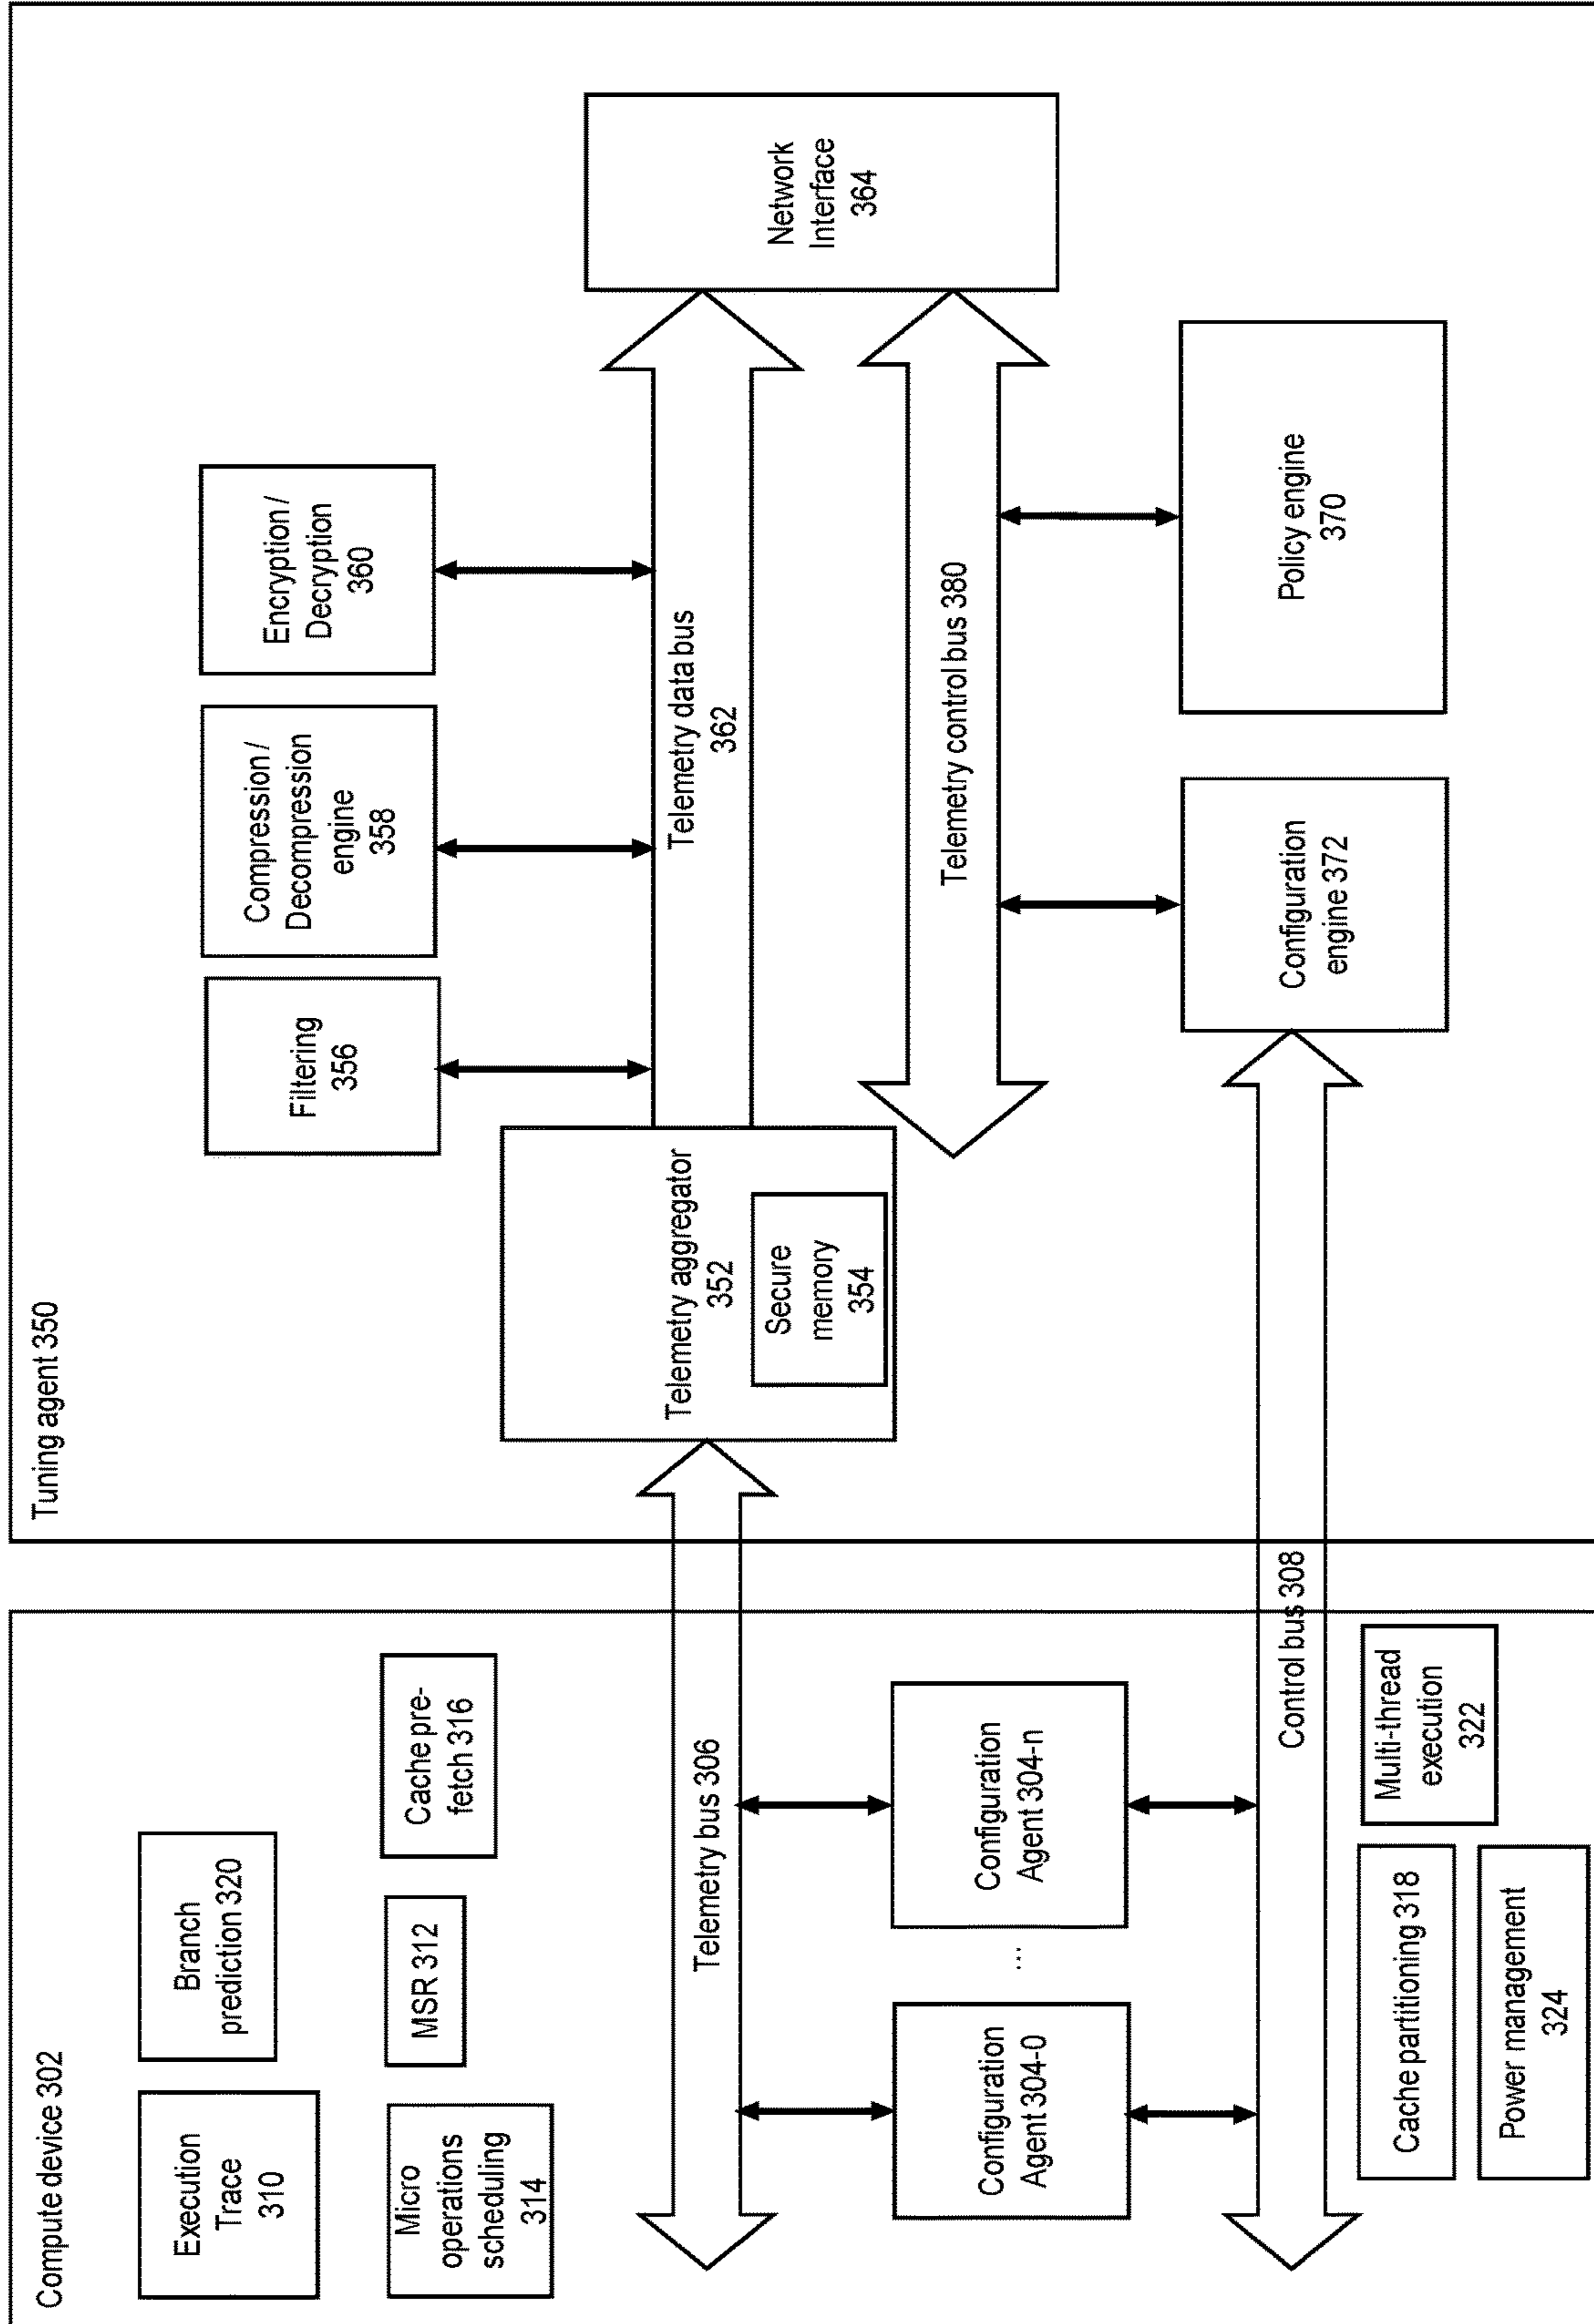 Compute device 302
Execution
Trace
310
Branch
prediction 320
Micro
operations
scheduling
314
MSR 312
Cache pre-
fetch 316
Telemetry bus 306
Configuration
Agent 304-0
...
Configuration
Agent 304-n
Control bus 308
Cache partitioning 318
Multi-thread
execution
322
Power management
324
Tuning agent 350
Filtering
356
Compression /
Decompression
engine
358
Encryption /
Decryption
360
Telemetry aggregator
352
Secure
memory
354
Telemetry data bus
362
Network
Interface
364
Telemetry control bus 380
Configuration
engine 372
Policy engine
370